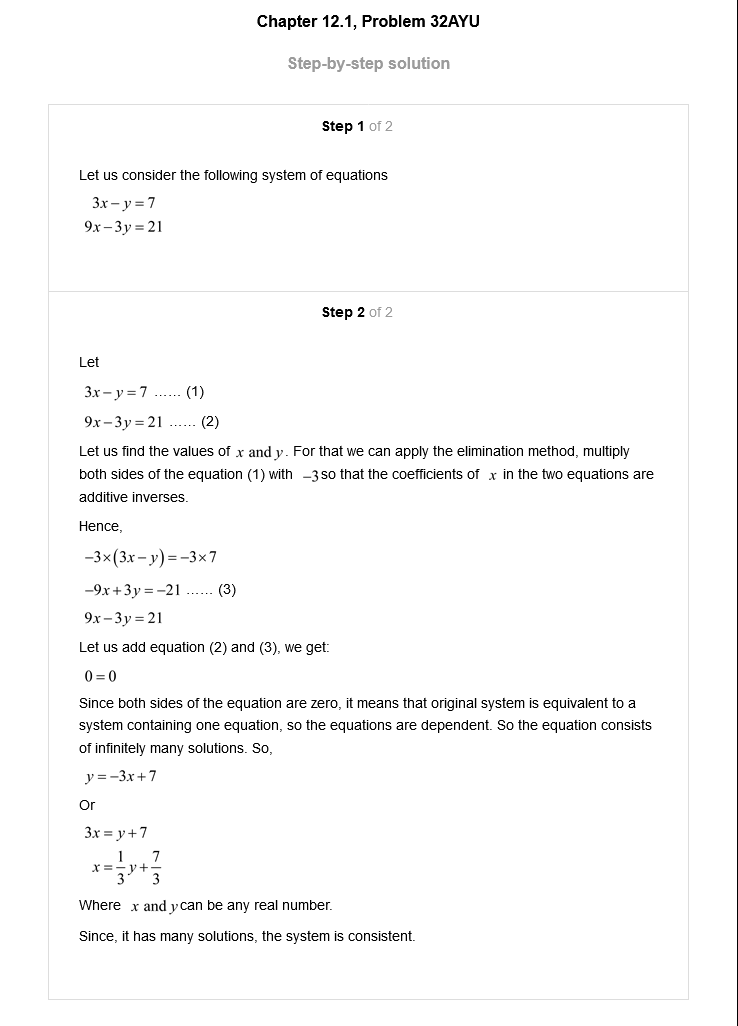 Chapter 12.1, Problem 32AYU
Step-by-step solution
Step 1 of 2
Let us consider the following system of equations
3x – y = 7
9x – 3y = 21
Step 2 of 2
Let
3x – y = 7 ...... (1)
9x – 3y = 21 ...... (2)
Let us find the values of x and y. For that we can apply the elimination method, multiply
both sides of the equation (1) with –3 so that the coefficients of x in the two equations are
additive inverses.
Hence,
–3×(3x – y) = –3×7
–9x + 3y = –21 ...... (3)
9x – 3y = 21
Let us add equation (2) and (3), we get:
0 = 0
Since both sides of the equation are zero, it means that original system is equivalent to a
system containing one equation, so the equations are dependent. So the equation consists
of infinitely many solutions. So,
y = –3x + 7
Or
3x = y + 7
x = 1/3 y + 7/3
Where x and y can be any real number.
Since, it has many solutions, the system is consistent.